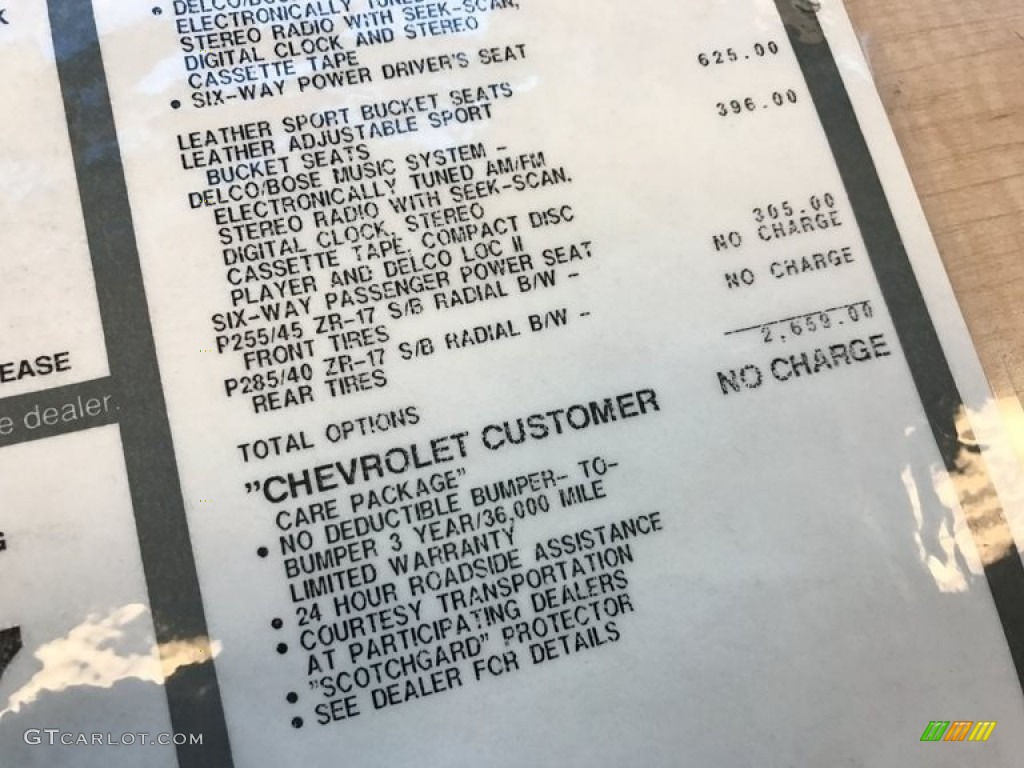 • DELCO/BOSE
ELECTRONICALLY TUNED
STEREO RADIO WITH SEEK-SCAN,
DIGITAL CLOCK AND STEREO
CASSETTE TAPE
• SIX-WAY POWER DRIVER'S SEAT
LEATHER SPORT BUCKET SEATS 625.00
LEATHER ADJUSTABLE SPORT
BUCKET SEATS 396.00
DELCO/BOSE MUSIC SYSTEM -
ELECTRONICALLY TUNED AM/FM
STEREO RADIO WITH SEEK-SCAN,
DIGITAL CLOCK, STEREO
CASSETTE TAPE, COMPACT DISC
PLAYER AND DELCO LOC II
SIX-WAY PASSENGER POWER SEAT 305.00
P255/45 ZR-17 S/B RADIAL B/W - NO CHARGE
FRONT TIRES
P285/40 ZR-17 S/B RADIAL B/W - NO CHARGE
REAR TIRES
TOTAL OPTIONS 2,659.00
"CHEVROLET CUSTOMER NO CHARGE
CARE PACKAGE"
• NO DEDUCTIBLE BUMPER- TO-
BUMPER 3 YEAR/36,000 MILE
LIMITED WARRANTY
• 24 HOUR ROADSIDE ASSISTANCE
• COURTESY TRANSPORTATION
AT PARTICIPATING DEALERS
• "SCOTCHGARD" PROTECTOR
• SEE DEALER FOR DETAILS
EASE
e dealer.
GTCARLOT.COM